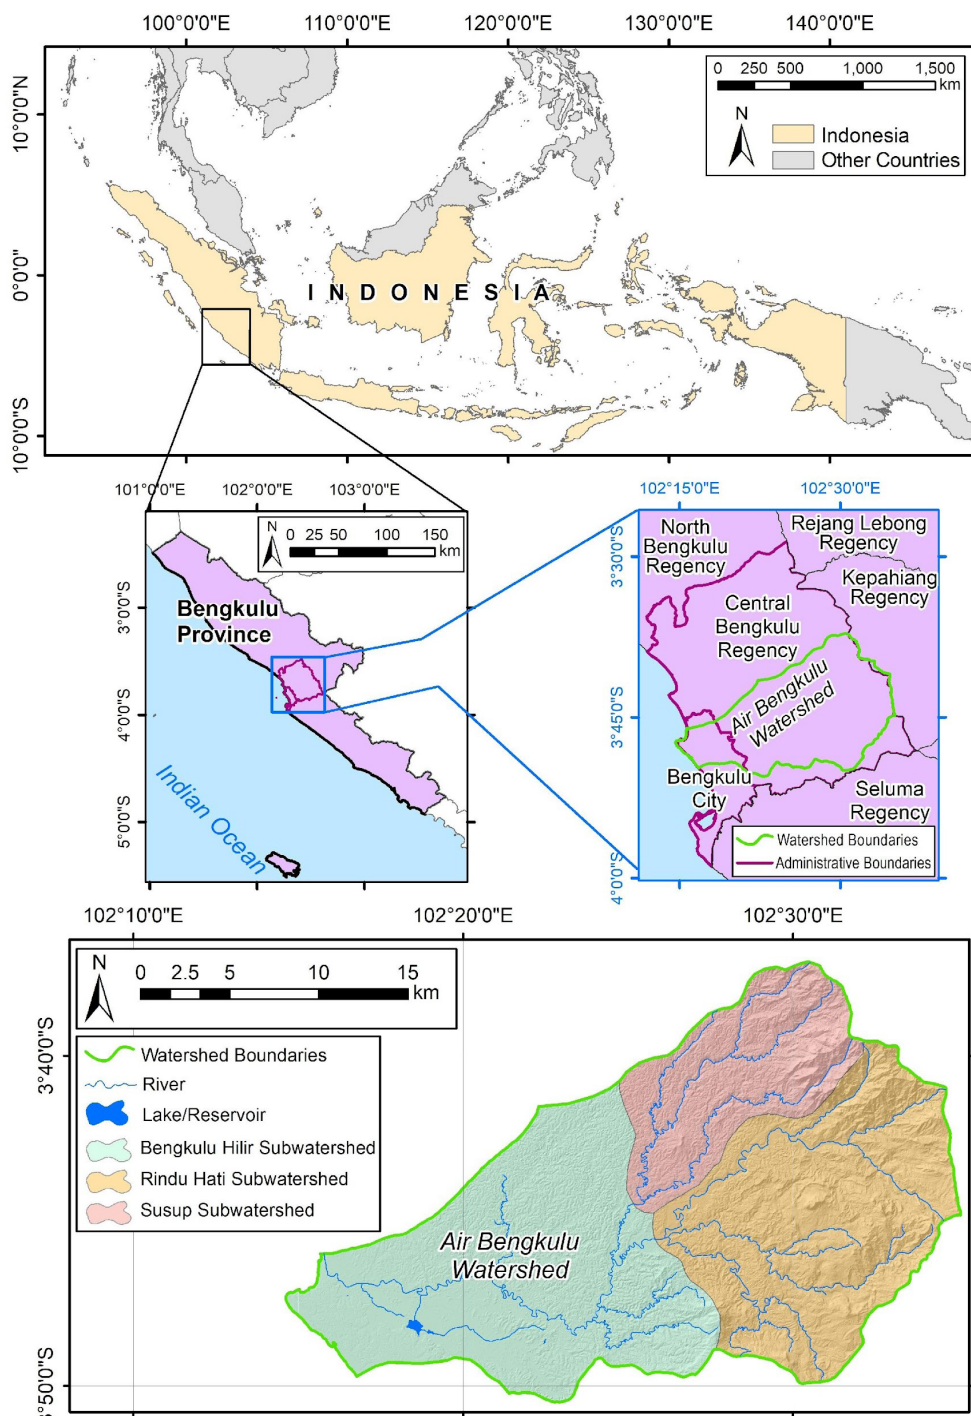 100°0'0"E 110°0'0"E 120°0'0"E 130°0'0"E 140°0'0"E
10°0'0"N
0°0'0"
10°0'0"S
0 250 500 1,000 1,500
km
N
Indonesia
Other Countries
INDONESIA
101°0'0"E 102°0'0"E 103°0'0"E
3°0'0"S
4°0'0"S
5°0'0"S
N
0 25 50 100 150
km
Bengkulu
Province
Indian Ocean
102°15'0"E 102°30'0"E
3°30'0"S
3°45'0"S
4°0'0"S
North
Bengkulu
Regency
Rejang Lebong
Regency
Kepahiang
Regency
Central
Bengkulu
Regency
Air Bengkulu
Watershed
Bengkulu
City
Seluma
Regency
Watershed Boundaries
Administrative Boundaries
102°10'0"E 102°20'0"E 102°30'0"E
3°40'0"S
3°50'0"S
N
0 2.5 5 10 15
km
Watershed Boundaries
River
Lake/Reservoir
Bengkulu Hilir Subwatershed
Rindu Hati Subwatershed
Susup Subwatershed
Air Bengkulu
Watershed